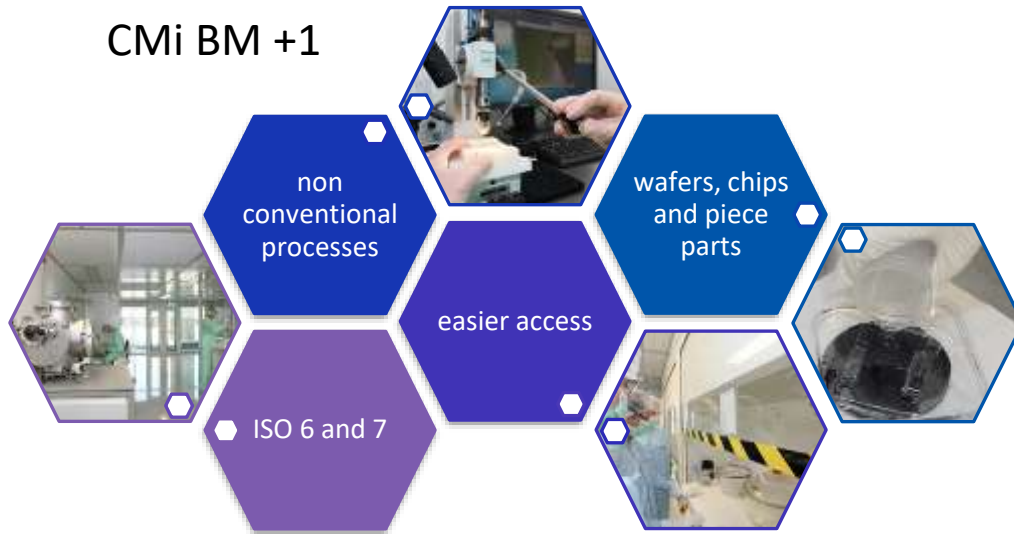 CMi BM +1
non
conventional
processes
wafers, chips
and piece
parts
easier access
ISO 6 and 7